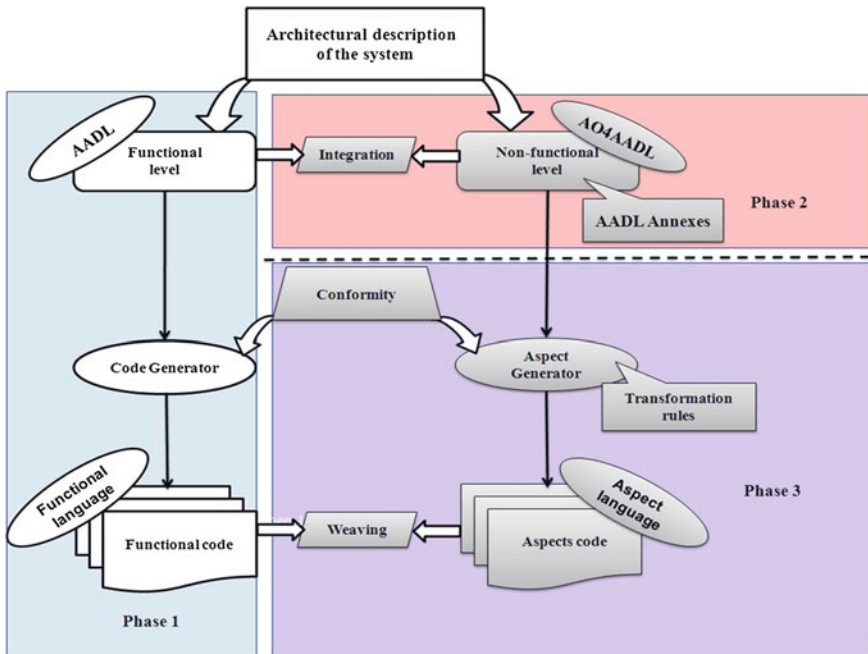 Architectural description
of the system
AADL
Functional
level
Integration
Non-functional
level
AO4AADL
AADL Annexes
Phase 2
Conformity
Code Generator
Aspect
Generator
Transformation
rules
Functional
language
Functional code
Weaving
Aspects code
Aspect
language
Phase 3
Phase 1